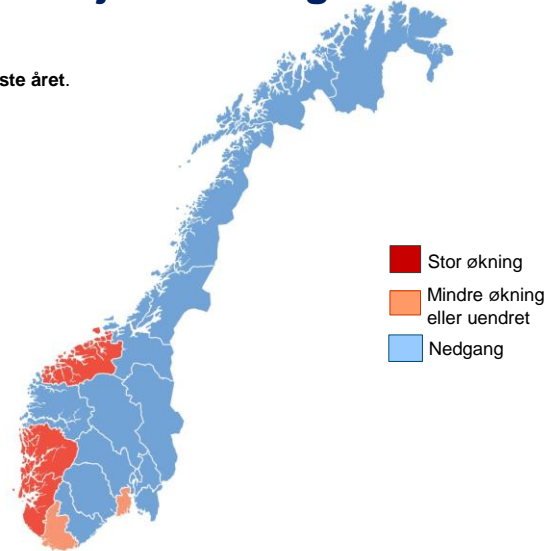 ste året.
Stor økning
Mindre økning
eller uendret
Nedgang